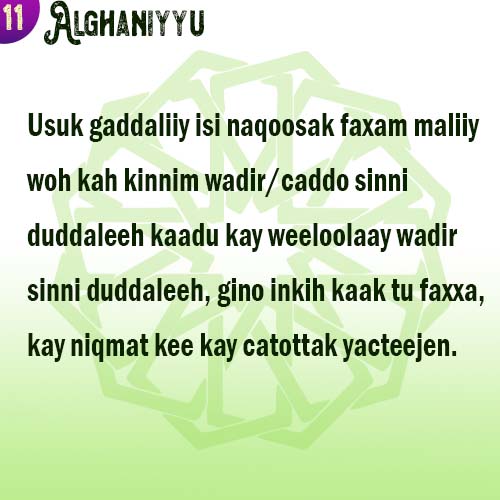 11
Alghaniyyu
Usuk gaddaliiy isi naqoosak faxam maliiy
woh kah kinnim wadir/caddo sinni
duddaleeh kaadu kay weeloolaay wadir
sinni duddaleeh, gino inkih kaak tu faxxa,
kay niqmat kee kay catottak yacteejen.